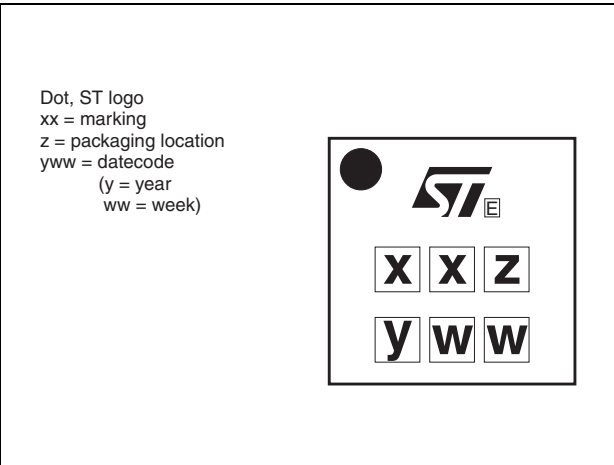 Dot, ST logo
xx = marking
z = packaging location
yww = datecode
(y = year
ww = week)
ST E
x x z
y w w